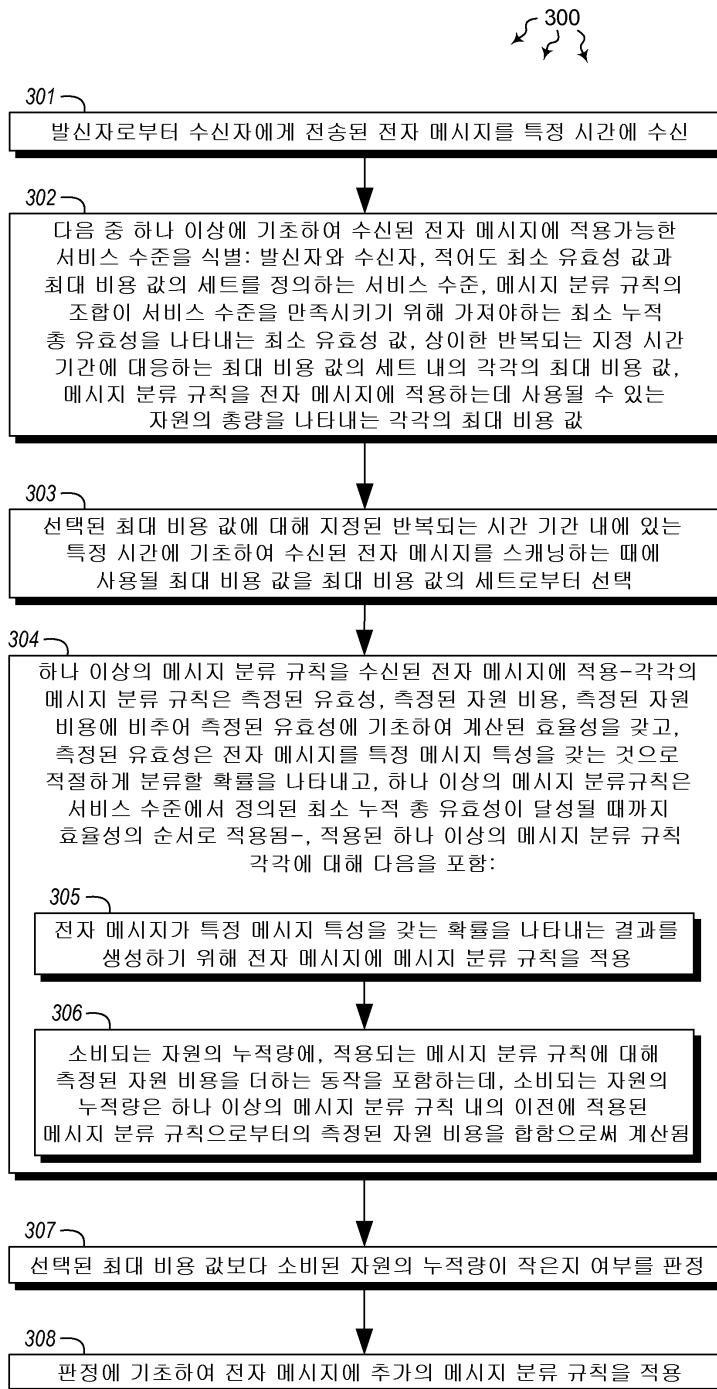 300
301
발신자로부터 수신자에게 전송된 전자 메시지를 특정 시간에 수신
302
다음 중 하나 이상에 기초하여 수신된 전자 메시지에 적용가능한
서비스 수준을 식별: 발신자와 수신자, 적어도 최소 유효성 값과
최대 비용 값의 세트를 정의하는 서비스 수준, 메시지 분류 규칙의
조합이 서비스 수준을 만족시키기 위해 가져야하는 최소 누적
총 유효성을 나타내는 최소 유효성 값, 상이한 반복되는 지정 시간
기간에 대응하는 최대 비용 값의 세트 내의 각각의 최대 비용 값,
메시지 분류 규칙을 전자 메시지에 적용하는데 사용될 수 있는
자원의 총량을 나타내는 각각의 최대 비용 값
303
선택된 최대 비용 값에 대해 지정된 반복되는 시간 기간 내에 있는
특정 시간에 기초하여 수신된 전자 메시지를 스캐닝하는 때에
사용될 최대 비용 값을 최대 비용 값의 세트로부터 선택
304
하나 이상의 메시지 분류 규칙을 수신된 전자 메시지에 적용–각각의
메시지 분류 규칙은 측정된 유효성, 측정된 자원 비용, 측정된 자원
비용에 비추어 측정된 유효성에 기초하여 계산된 효율성을 갖고,
측정된 유효성은 전자 메시지를 특정 메시지 특성을 갖는 것으로
적절하게 분류할 확률을 나타내고, 하나 이상의 메시지 분류규칙은
서비스 수준에서 정의된 최소 누적 총 유효성이 달성될 때까지
효율성의 순서로 적용됨–, 적용된 하나 이상의 메시지 분류 규칙
각각에 대해 다음을 포함:
305
전자 메시지가 특정 메시지 특성을 갖는 확률을 나타내는 결과를
생성하기 위해 전자 메시지에 메시지 분류 규칙을 적용
306
소비되는 자원의 누적량에, 적용되는 메시지 분류 규칙에 대해
측정된 자원 비용을 더하는 동작을 포함하는데, 소비되는 자원의
누적량은 하나 이상의 메시지 분류 규칙 내의 이전에 적용된
메시지 분류 규칙으로부터의 측정된 자원 비용을 합함으로써 계산됨
307
선택된 최대 비용 값보다 소비된 자원의 누적량이 작은지 여부를 판정
308
판정에 기초하여 전자 메시지에 추가의 메시지 분류 규칙을 적용